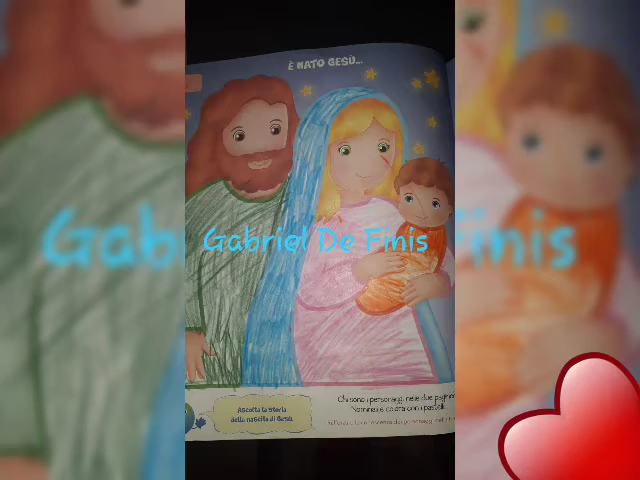 È NATO GESÙ...
Gabriel De Finis
Ascolta la storia
della nascita di Gesù.
Chi sono i personaggi nelle due pagine
Nominali e colora con i pastelli.